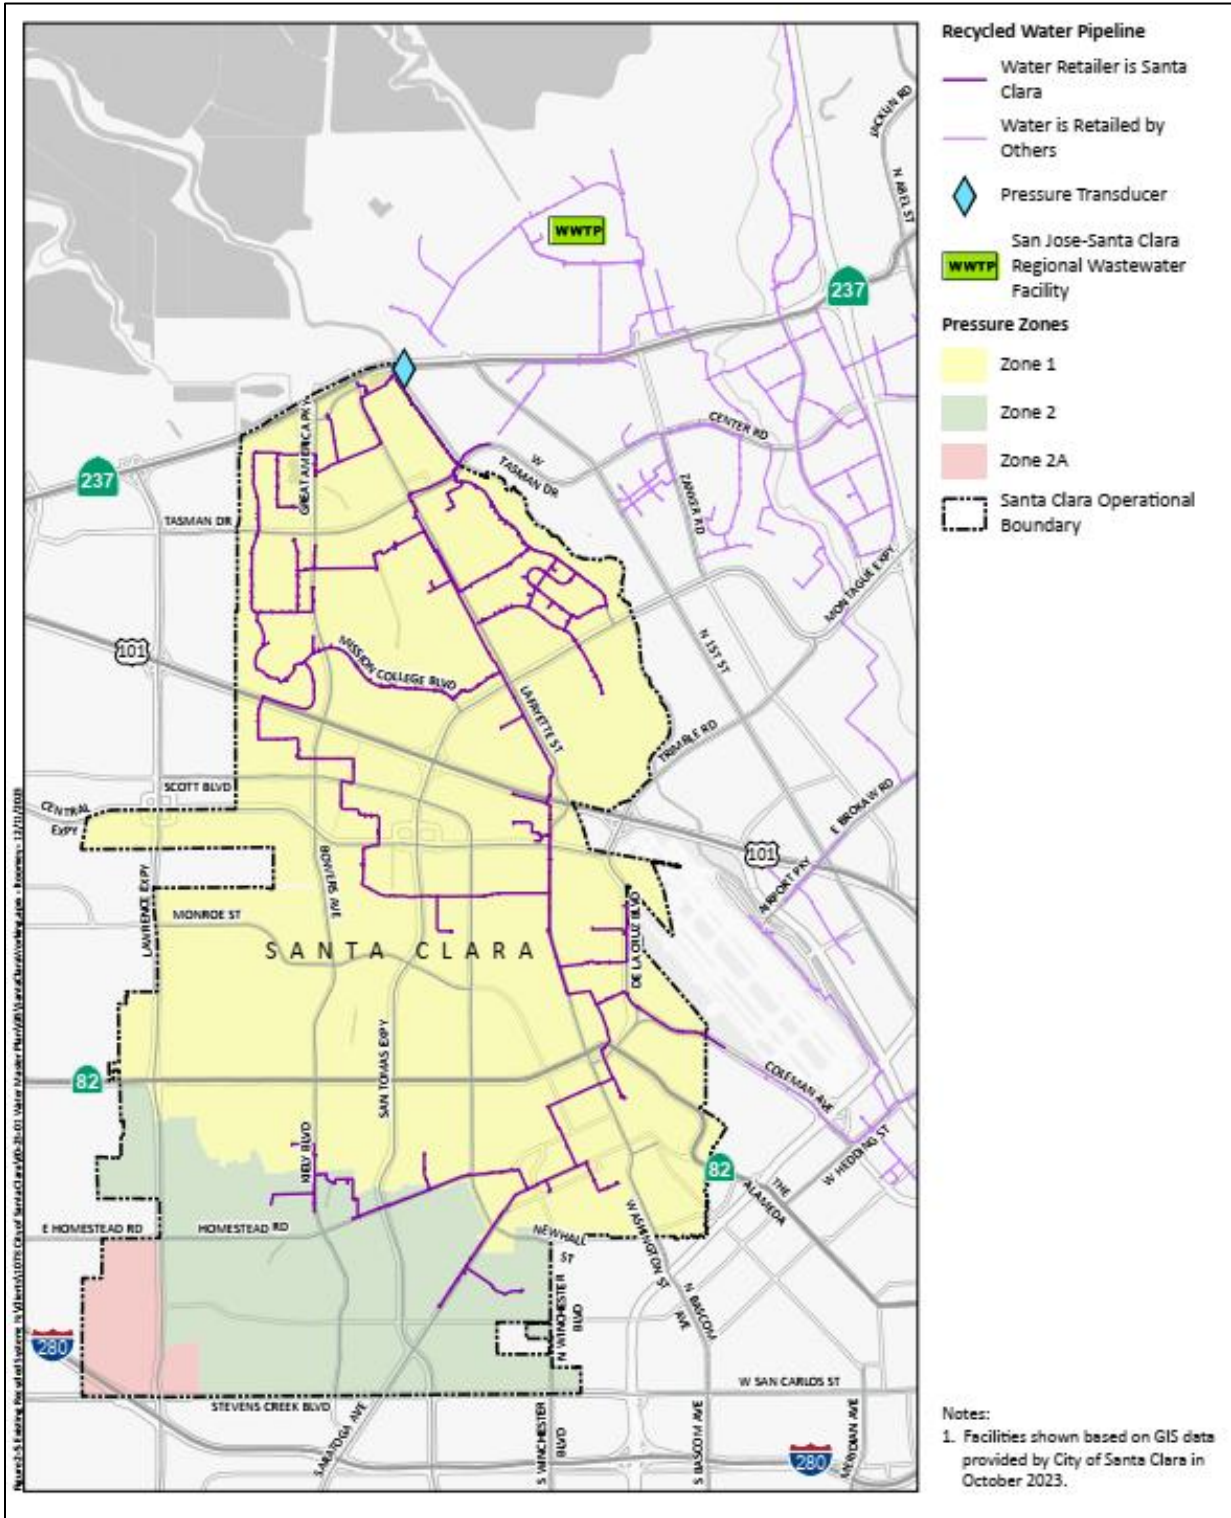 Recycled Water Pipeline
Water Retailer is Santa
Clara
Water is Retailed by
Others
Pressure Transducer
San Jose-Santa Clara
WWTP
Regional Wastewater
Facility
Pressure Zones
Zone 1
Zone 2
Zone 2A
Santa Clara Operational
Boundary
JACKLIN RD
N ABEL ST
WWTP
237
CENTER RD
GREAT AMERICA PKY
W
TASMAN DR
237
ZANKER RD
TASMAN DR
MONTAGUE EXPY
101
N 1ST ST
MISSION COLLEGE BLVD
LAFAYETTE ST
TRIMBLE RD
SCOTT BLVD
CENTRAL
EXPY
E BROKAW RD
101
BOWERS AVE
LAWRENCE EXPY
AIRPORT PKY
MONROE ST
DE LA CRUZ BLVD
SANTA CLARA
SAN TOMAS EXPY
82
COLEMAN AVE
KIELY BLVD
W HEDDING ST
82
THE
ALAMEDA
E HOMESTEAD RD
HOMESTEAD RD
NEWHALL
ST
WASHINGTON ST
N WINCHESTER
BLVD
N BASCOM
AVE
280
W SAN CARLOS ST
STEVENS CREEK BLVD
SARATOGA AVE
S WINCHESTER
BLVD
S BASCOM AVE
MERIDIAN AVE
280
Notes:
1. Facilities shown based on GIS data
provided by City of Santa Clara in
October 2023.